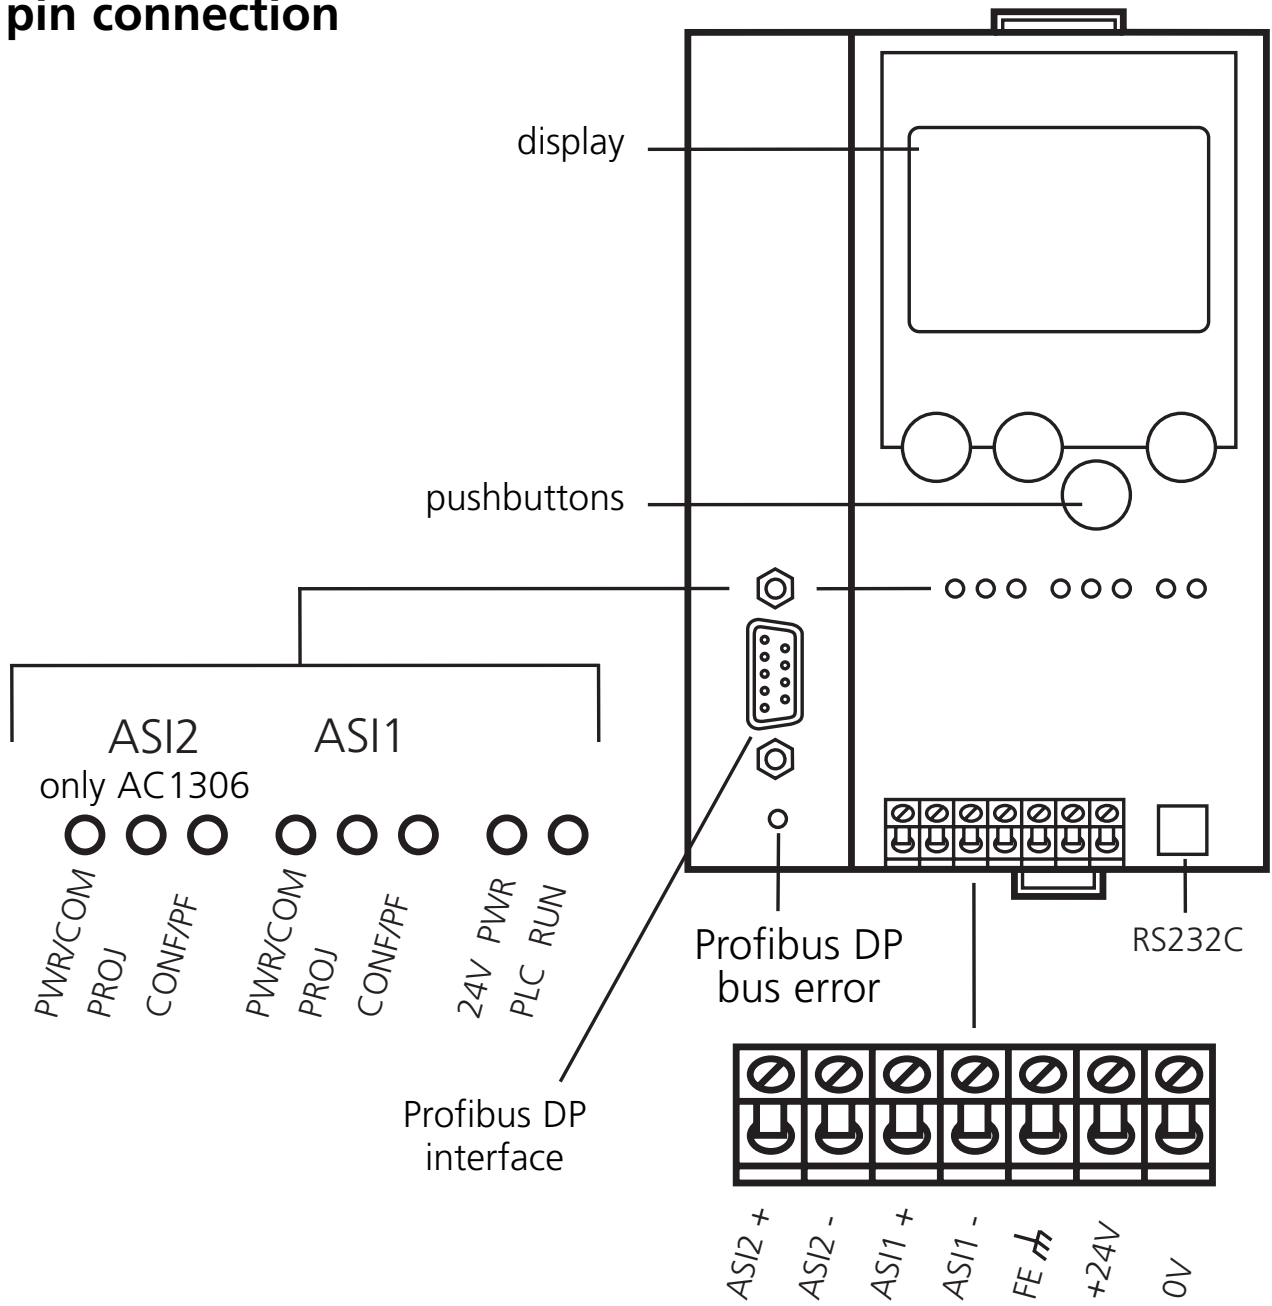 pin connection
display
pushbuttons
ASI2
only AC1306
ASI1
PWR/COM
PROJ
CONF/PF
PWR/COM
PROJ
CONF/PF
24V PWR
PLC RUN
Profibus DP
bus error
RS232C
Profibus DP
interface
ASI2 +
ASI2 -
ASI1 +
ASI1 -
FE
+24V
0V